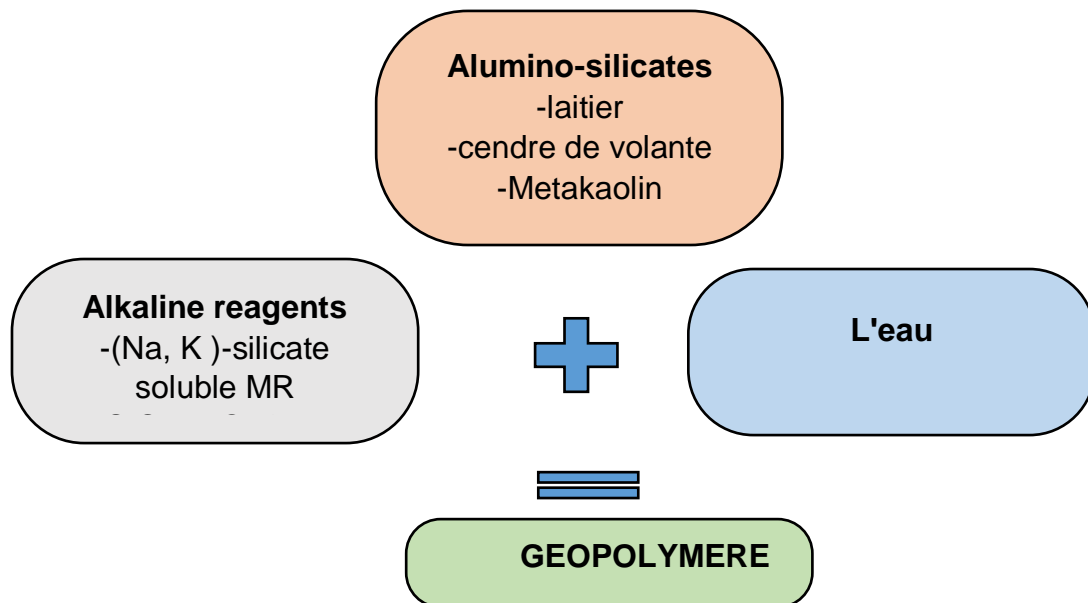 Alumino-silicates
-laitier
-cendre de volante
-Metakaolin
Alkaline reagents
-(Na, K )-silicate
soluble MR
L'eau
GEOPOLYMERE